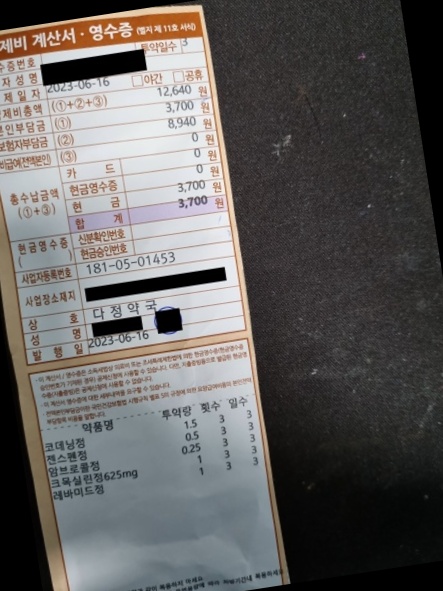 제비 계산서·영수증 (별지 제 11호 서식)
수증번호 투약일수 3
자성명
제일자 2023-06-16 □야간 □공휴
제비총액 (①+②+③) 12,640 원
본인부담금 (①) 3,700 원
보험자부담금 (②) 8,940 원
비급여(전액본인) (③) 0 원
총수납금액 (①+③)
카드 0 원
현금영수증 0 원
현금 3,700 원
합계 3,700 원
현금영수증 ( )
신분확인번호
현금승인번호
사업자등록번호 181-05-01453
사업장소재지
상호 다정약국
성명
발행일 2023-06-16
약품명 투약량 횟수 일수
코데닝정 1.5 3 3
젠스펜정 0.5 3 3
암브로콜정 0.25 3 3
크목실린정625mg 1 3 3
레바미드정 1 3 3